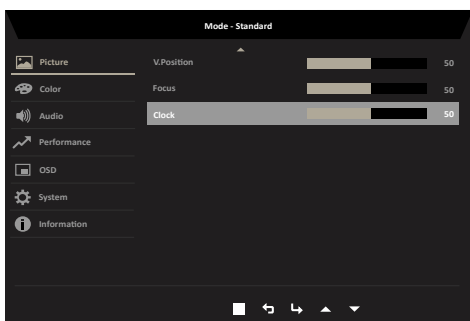 Mode - Standard
Picture
V.Position 50
Color
Focus 50
Audio
Clock 50
Performance
OSD
System
Information